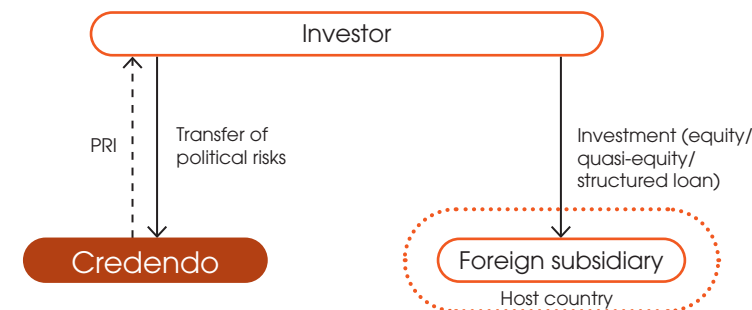 Investor
PRI
Transfer of
political risks
Investment (equity/
quasi-equity/
structured loan)
Credendo
Foreign subsidiary
Host country